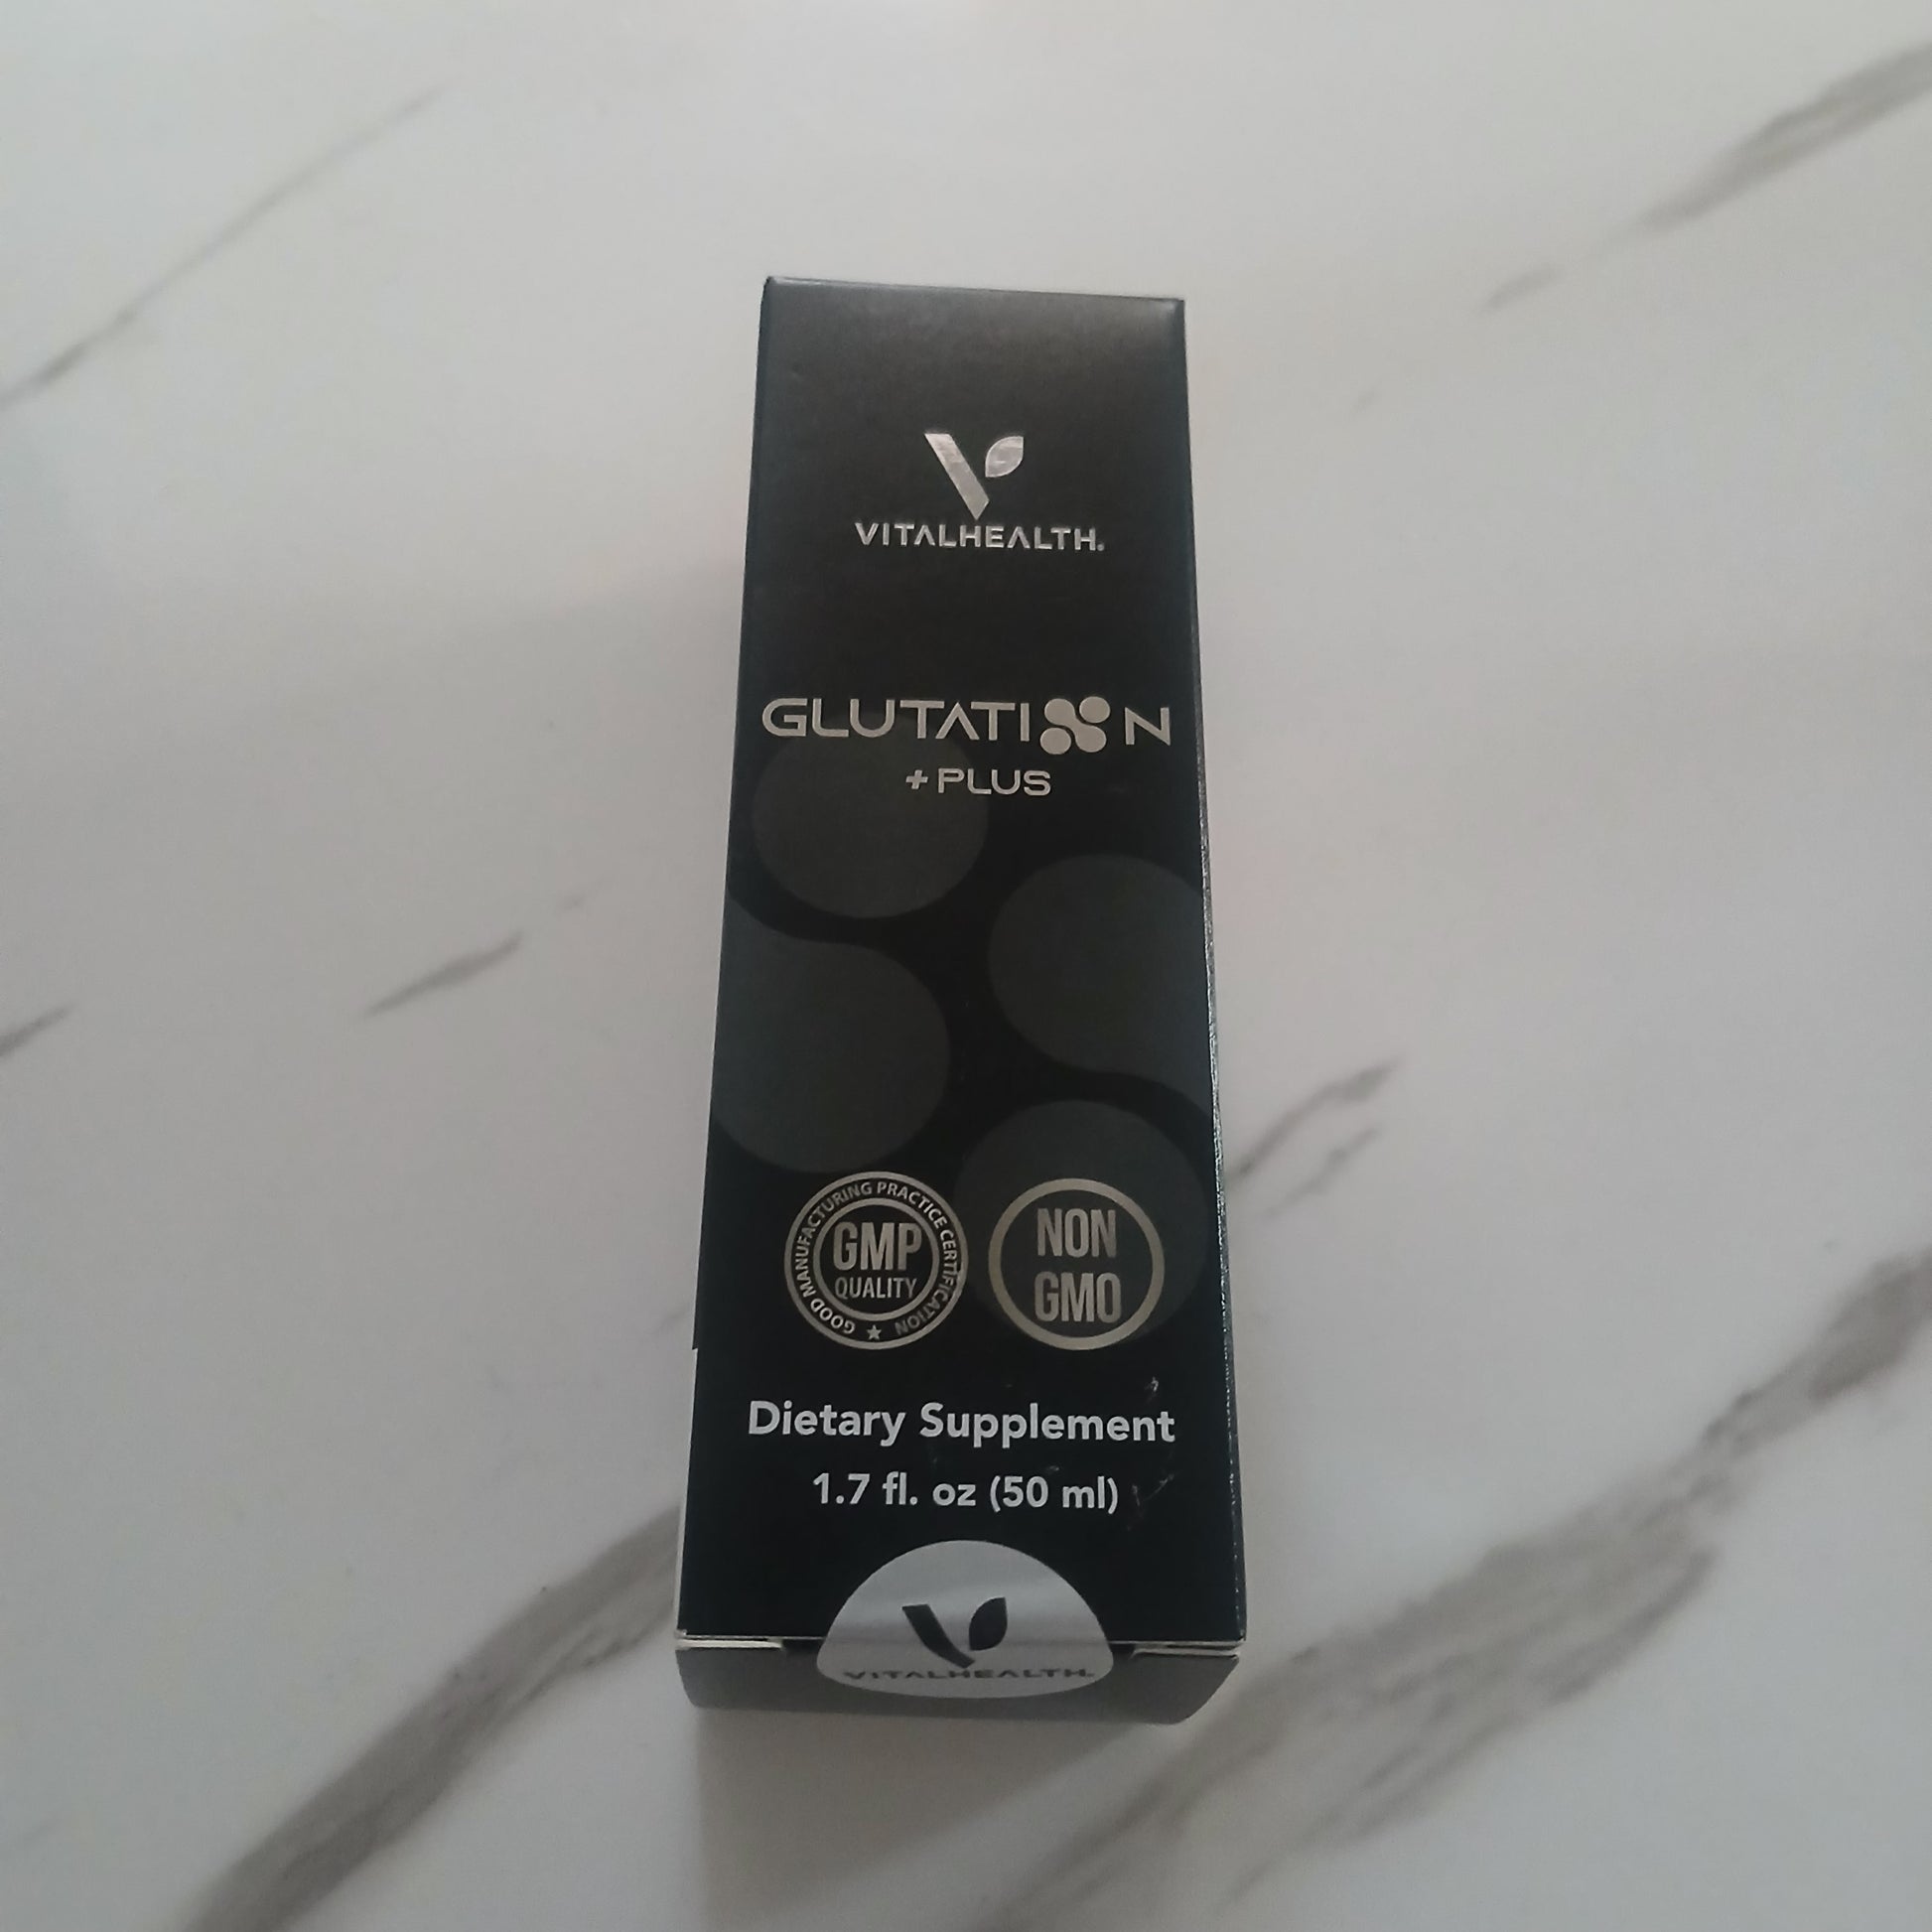 VITALHEALTH.
GLUTATION
+PLUS
GOOD MANUFACTURING PRACTICE CERTIFICATION
GMP
QUALITY
NON
GMO
Dietary Supplement
1.7 fl. oz (50 ml)
VITALHEALTH.